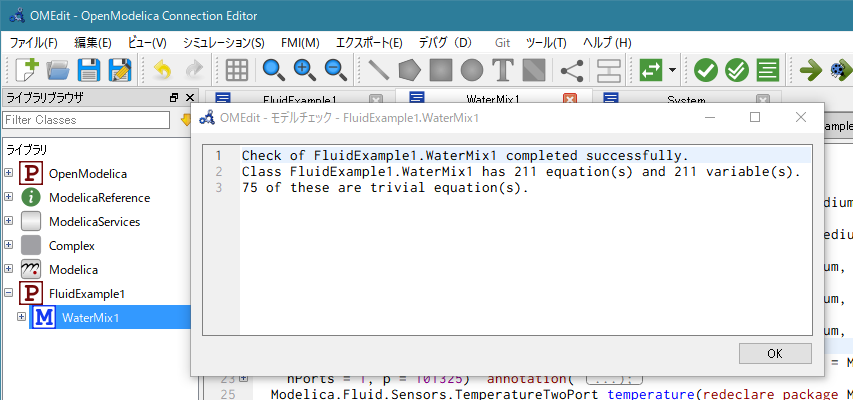 OMEdit - OpenModelica Connection Editor
ファイル(F) 編集(E) ビュー(V) シミュレーション(S) FMI(M) エクスポート(E) デバグ (D) Git ツール(T) ヘルプ (H)
ライブラリブラウザ
FluidExample1 WaterMix1 System
Filter Classes
ライブラリ
OpenModelica
ModelicaReference
ModelicaServices
Complex
Modelica
FluidExample1
WaterMix1
OMEdit - モデルチェック - FluidExample1.WaterMix1
1 Check of FluidExample1.WaterMix1 completed successfully.
2 Class FluidExample1.WaterMix1 has 211 equation(s) and 211 variable(s).
3 75 of these are trivial equation(s).
OK
23 nPorts = 1, p = 101325) annotation( ...);
25 Modelica.Fluid.Sensors.TemperatureTwoPort temperature(redeclare package M